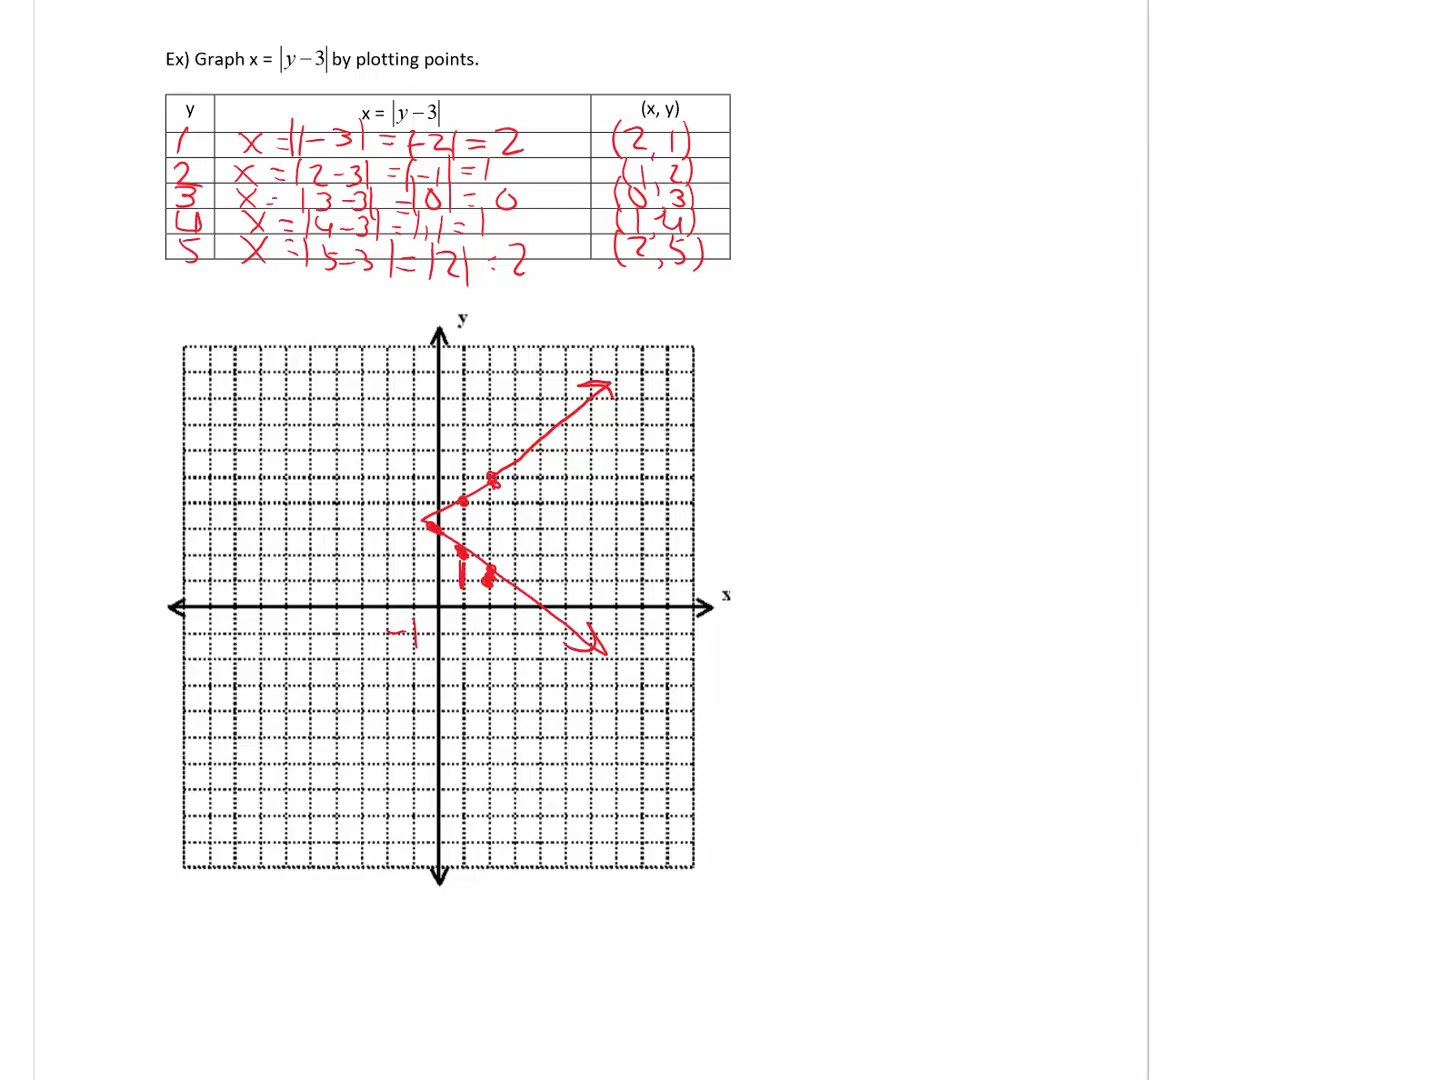 Ex) Graph x = |y − 3| by plotting points.
y x = |y − 3| (x, y)
1 x = |1 - 3| = |-2| = 2 (2, 1)
2 x = |2 - 3| = |-1| = 1 (1, 2)
3 x = |3 - 3| = |0| = 0 (0, 3)
4 x = |4 - 3| = |1| = 1 (1, 4)
5 x = |5 - 3| = |2| = 2 (2, 5)
y
x
-1